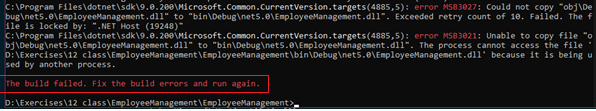 C:\Program Files\dotnet\sdk\9.0.200\Microsoft.Common.CurrentVersion.targets(4885,5): error MSB3027: Could not copy "obj\D
ebug\net5.0\EmployeeManagement.dll" to "bin\Debug\net5.0\EmployeeManagement.dll". Exceeded retry count of 10. Failed. The f
ile is locked by: ".NET Host (19248)"
C:\Program Files\dotnet\sdk\9.0.200\Microsoft.Common.CurrentVersion.targets(4885,5): error MSB3021: Unable to copy file "o
bj\Debug\net5.0\EmployeeManagement.dll" to "bin\Debug\net5.0\EmployeeManagement.dll". The process cannot access the file '
D:\Exercises\12 class\EmployeeManagement\EmployeeManagement\bin\Debug\net5.0\EmployeeManagement.dll' because it is being u
sed by another process.
The build failed. Fix the build errors and run again.
D:\Exercises\12 class\EmployeeManagement\EmployeeManagement>